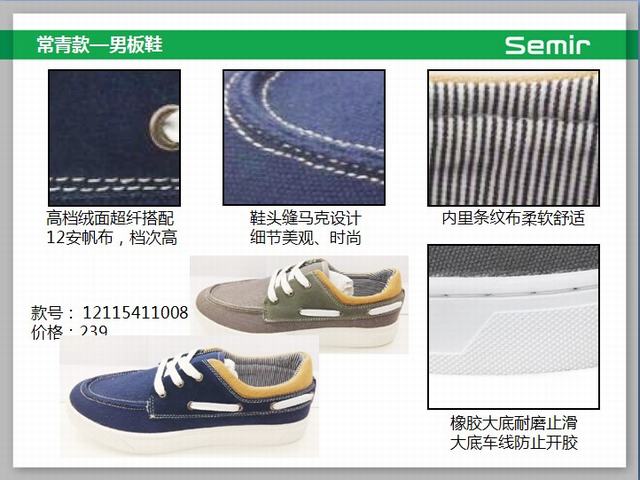 常青款—男板鞋
Semir
高档绒面超纤搭配
12安帆布，档次高
鞋头缝马克设计
细节美观、时尚
内里条纹布柔软舒适
款号：12115411008
价格：239
橡胶大底耐磨止滑
大底车线防止开胶